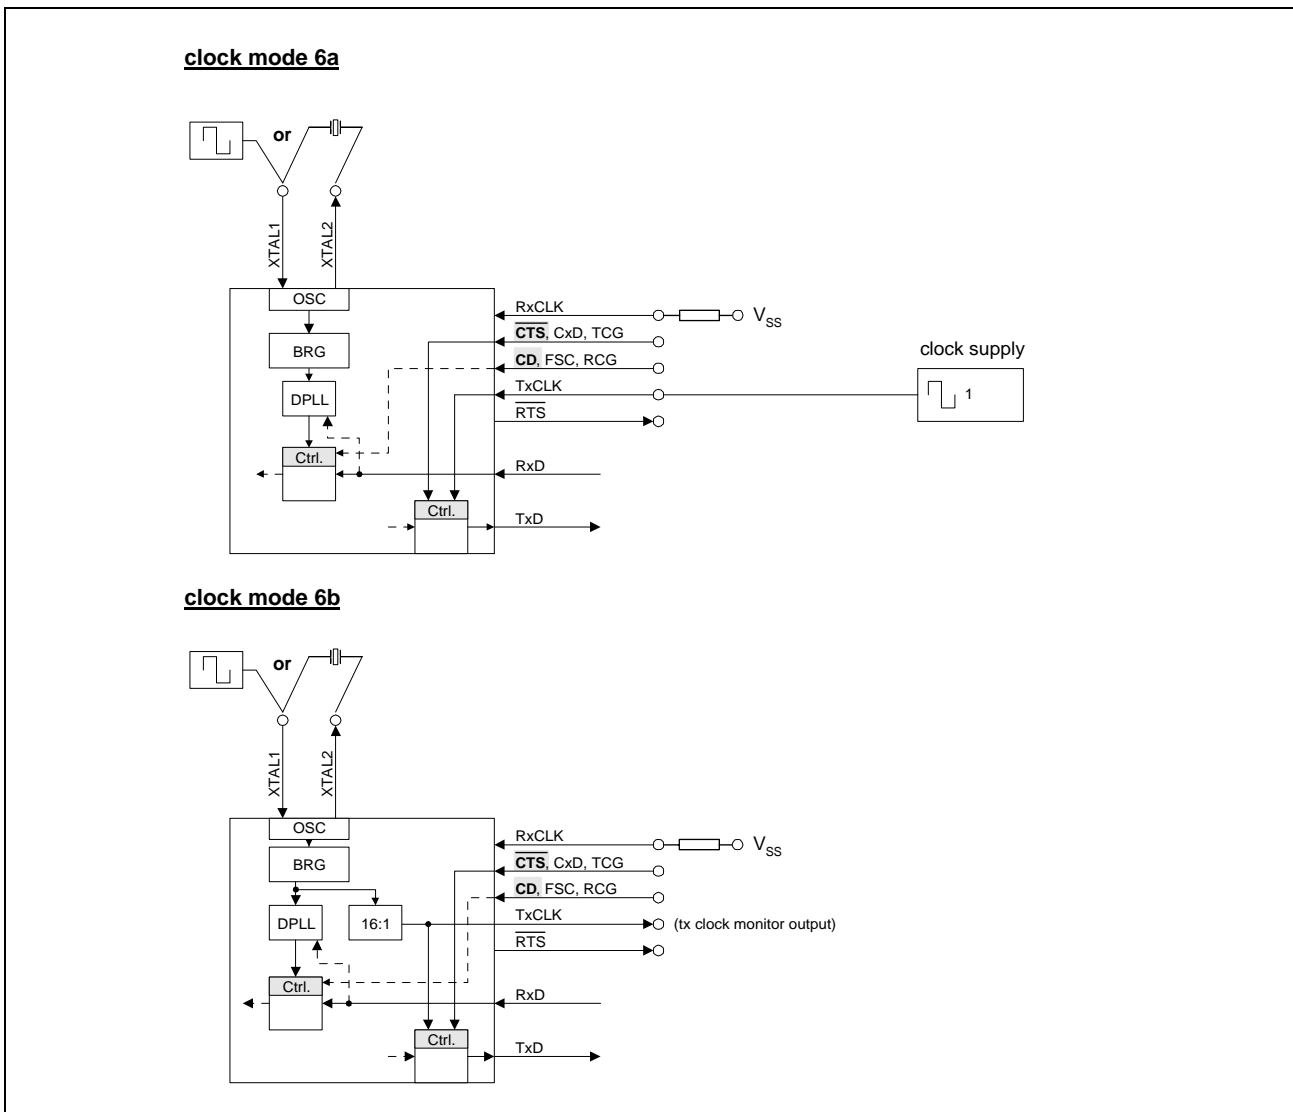 clock mode 6a
or
XTAL1
XTAL2
OSC
RxCLK
VSS
CTS, CxD, TCG
BRG
clock supply
CD, FSC, RCG
DPLL
TxCLK
1
RTS
Ctrl.
RxD
Ctrl.
TxD
clock mode 6b
or
XTAL1
XTAL2
OSC
RxCLK
VSS
BRG
CTS, CxD, TCG
CD, FSC, RCG
DPLL
16:1
TxCLK
(tx clock monitor output)
RTS
Ctrl.
RxD
Ctrl.
TxD